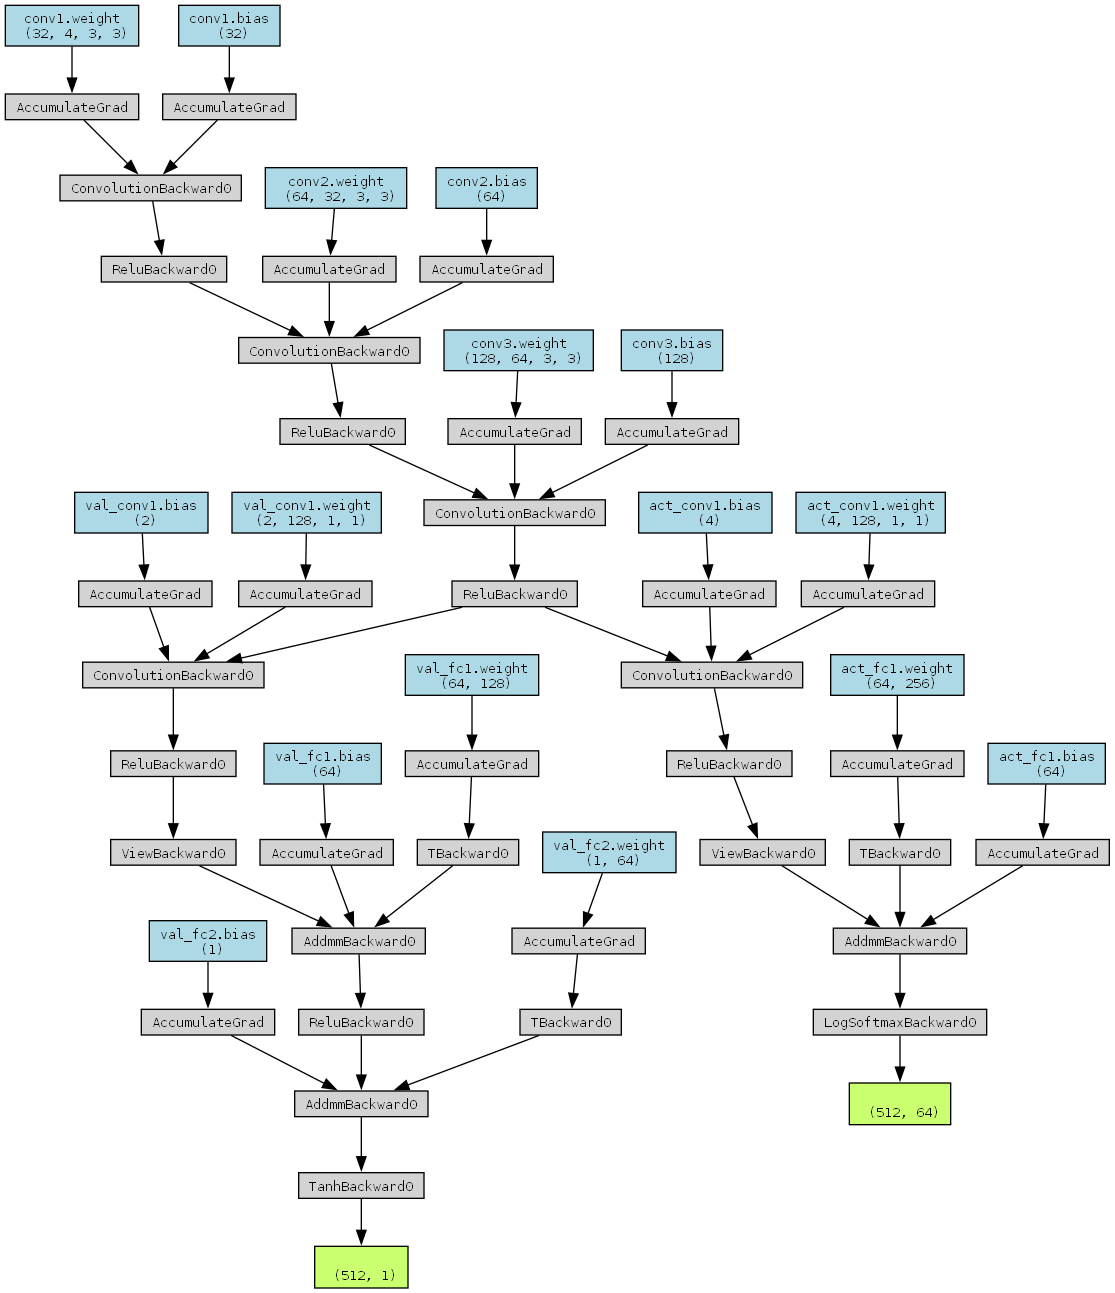 conv1.weight
(32, 4, 3, 3)
conv1.bias
(32)
AccumulateGrad
AccumulateGrad
ConvolutionBackward0
conv2.weight
(64, 32, 3, 3)
conv2.bias
(64)
ReluBackward0
AccumulateGrad
AccumulateGrad
ConvolutionBackward0
conv3.weight
(128, 64, 3, 3)
conv3.bias
(128)
ReluBackward0
AccumulateGrad
AccumulateGrad
val_conv1.bias
(2)
val_conv1.weight
(2, 128, 1, 1)
ConvolutionBackward0
act_conv1.bias
(4)
act_conv1.weight
(4, 128, 1, 1)
AccumulateGrad
AccumulateGrad
ReluBackward0
AccumulateGrad
AccumulateGrad
ConvolutionBackward0
val_fc1.weight
(64, 128)
ConvolutionBackward0
act_fc1.weight
(64, 256)
ReluBackward0
val_fc1.bias
(64)
AccumulateGrad
ReluBackward0
AccumulateGrad
act_fc1.bias
(64)
ViewBackward0
AccumulateGrad
TBackward0
val_fc2.weight
(1, 64)
ViewBackward0
TBackward0
AccumulateGrad
val_fc2.bias
(1)
AddmmBackward0
AccumulateGrad
AddmmBackward0
AccumulateGrad
ReluBackward0
TBackward0
LogSoftmaxBackward0
AddmmBackward0
(512, 64)
TanhBackward0
(512, 1)